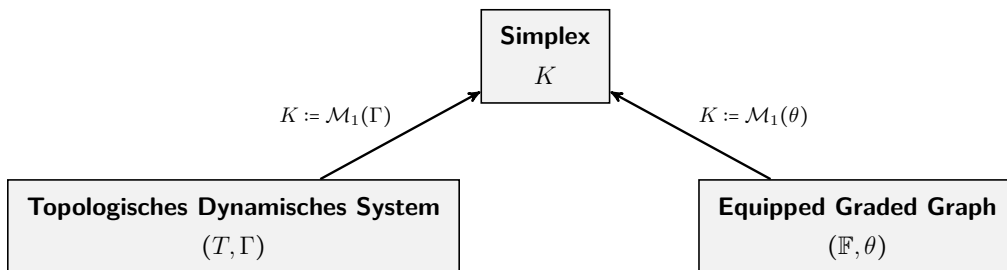 Simplex
K
K := M₁(Γ)
K := M₁(θ)
Topologisches Dynamisches System
(T, Γ)
Equipped Graded Graph
(𝔽, θ)